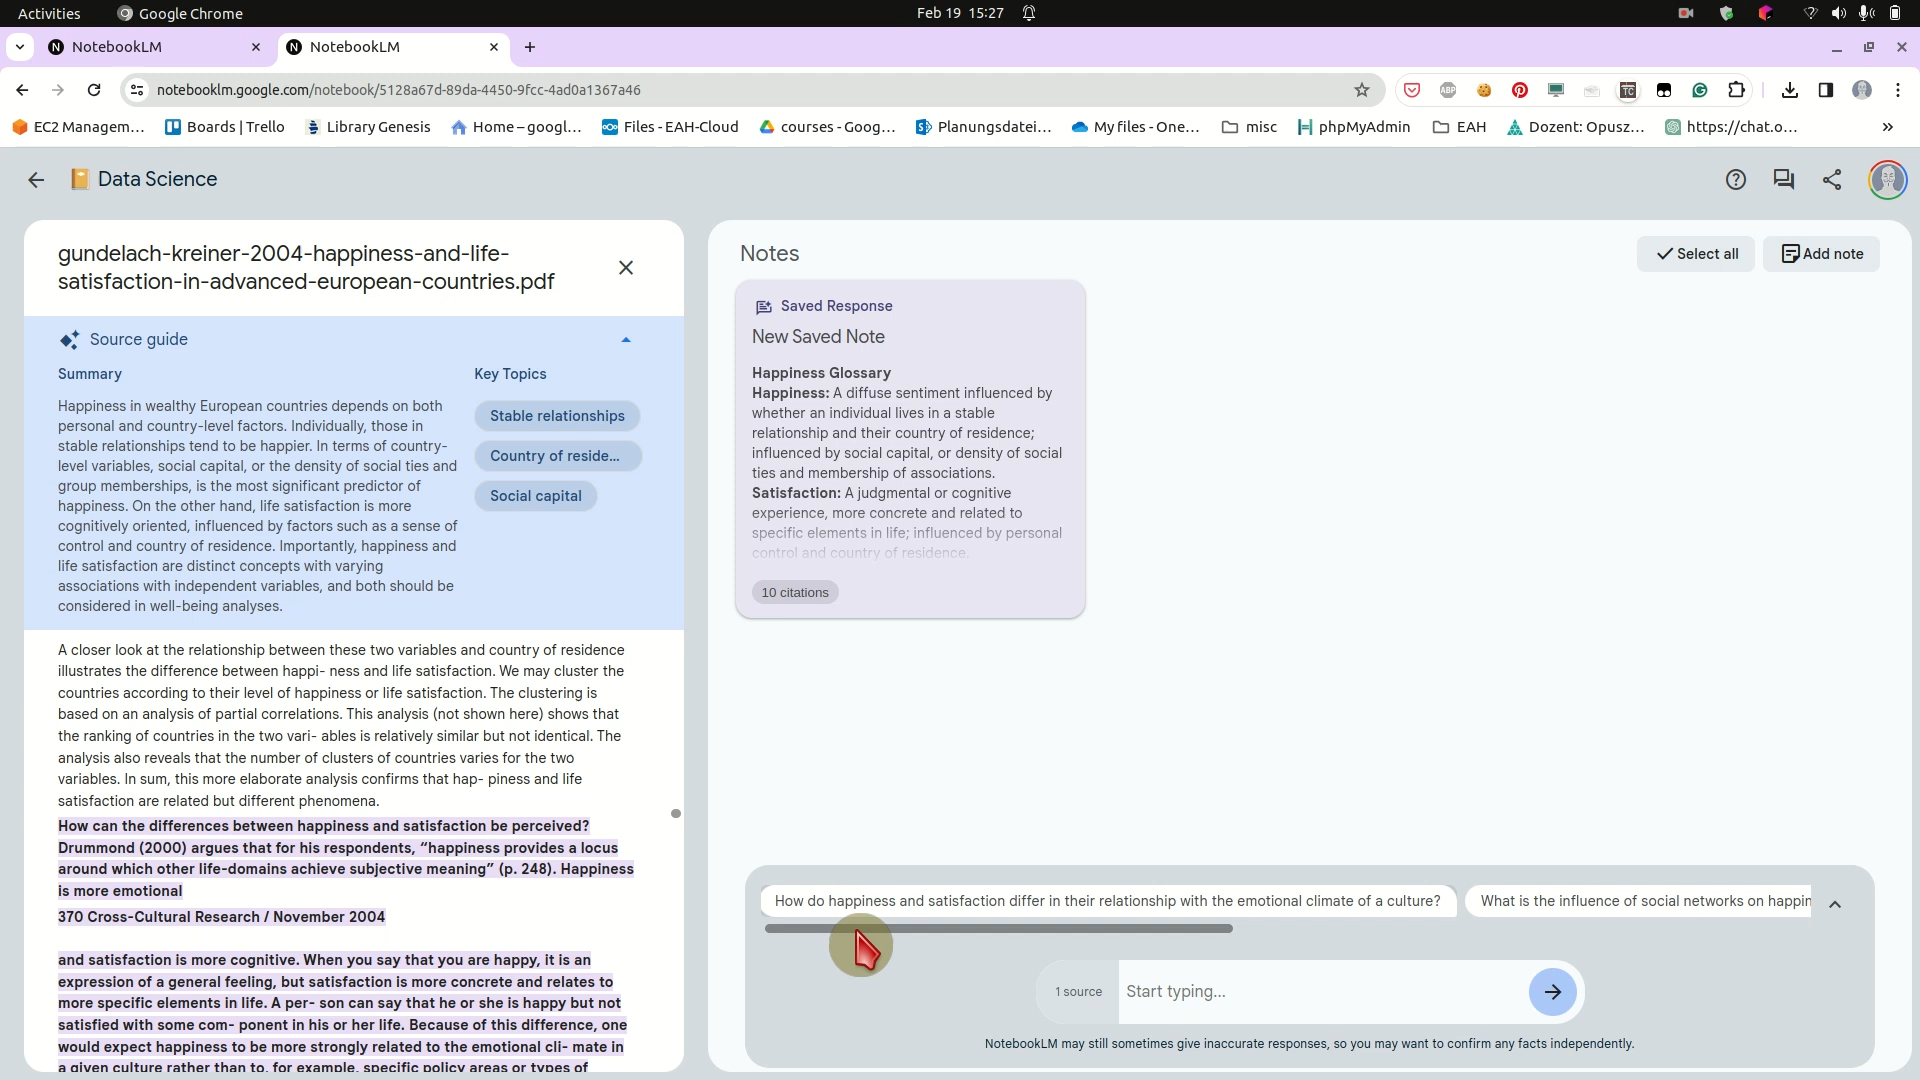 Activities
Google Chrome
Feb 19 15:27
NotebookLM
NotebookLM
notebooklm.google.com/notebook/5128a67d-89da-4450-9fcc-4ad0a1367a46
ABP
TC
EC2 Managem...
Boards | Trello
Library Genesis
Home – googl...
Files - EAH-Cloud
courses - Goog...
Planungsdatei...
My files - One...
misc
phpMyAdmin
EAH
Dozent: Opusz...
https://chat.o...
Data Science
gundelach-kreiner-2004-happiness-and-life-
satisfaction-in-advanced-european-countries.pdf
Source guide
Summary
Happiness in wealthy European countries depends on both
personal and country-level factors. Individually, those in
stable relationships tend to be happier. In terms of country-
level variables, social capital, or the density of social ties and
group memberships, is the most significant predictor of
happiness. On the other hand, life satisfaction is more
cognitively oriented, influenced by factors such as a sense of
control and country of residence. Importantly, happiness and
life satisfaction are distinct concepts with varying
associations with independent variables, and both should be
considered in well-being analyses.
Key Topics
Stable relationships
Country of reside...
Social capital
A closer look at the relationship between these two variables and country of residence
illustrates the difference between happi- ness and life satisfaction. We may cluster the
countries according to their level of happiness or life satisfaction. The clustering is
based on an analysis of partial correlations. This analysis (not shown here) shows that
the ranking of countries in the two vari- ables is relatively similar but not identical. The
analysis also reveals that the number of clusters of countries varies for the two
variables. In sum, this more elaborate analysis confirms that hap- piness and life
satisfaction are related but different phenomena.
How can the differences between happiness and satisfaction be perceived?
Drummond (2000) argues that for his respondents, “happiness provides a locus
around which other life-domains achieve subjective meaning” (p. 248). Happiness
is more emotional
370 Cross-Cultural Research / November 2004
and satisfaction is more cognitive. When you say that you are happy, it is an
expression of a general feeling, but satisfaction is more concrete and relates to
more specific elements in life. A per- son can say that he or she is happy but not
satisfied with some com- ponent in his or her life. Because of this difference, one
would expect happiness to be more strongly related to the emotional cli- mate in
a given culture rather than to, for example, specific policy areas or types of
Notes
Select all
Add note
Saved Response
New Saved Note
Happiness Glossary
Happiness: A diffuse sentiment influenced by
whether an individual lives in a stable
relationship and their country of residence;
influenced by social capital, or density of social
ties and membership of associations.
Satisfaction: A judgmental or cognitive
experience, more concrete and related to
specific elements in life; influenced by personal
control and country of residence.
10 citations
How do happiness and satisfaction differ in their relationship with the emotional climate of a culture?
What is the influence of social networks on happin
1 source
Start typing...
NotebookLM may still sometimes give inaccurate responses, so you may want to confirm any facts independently.